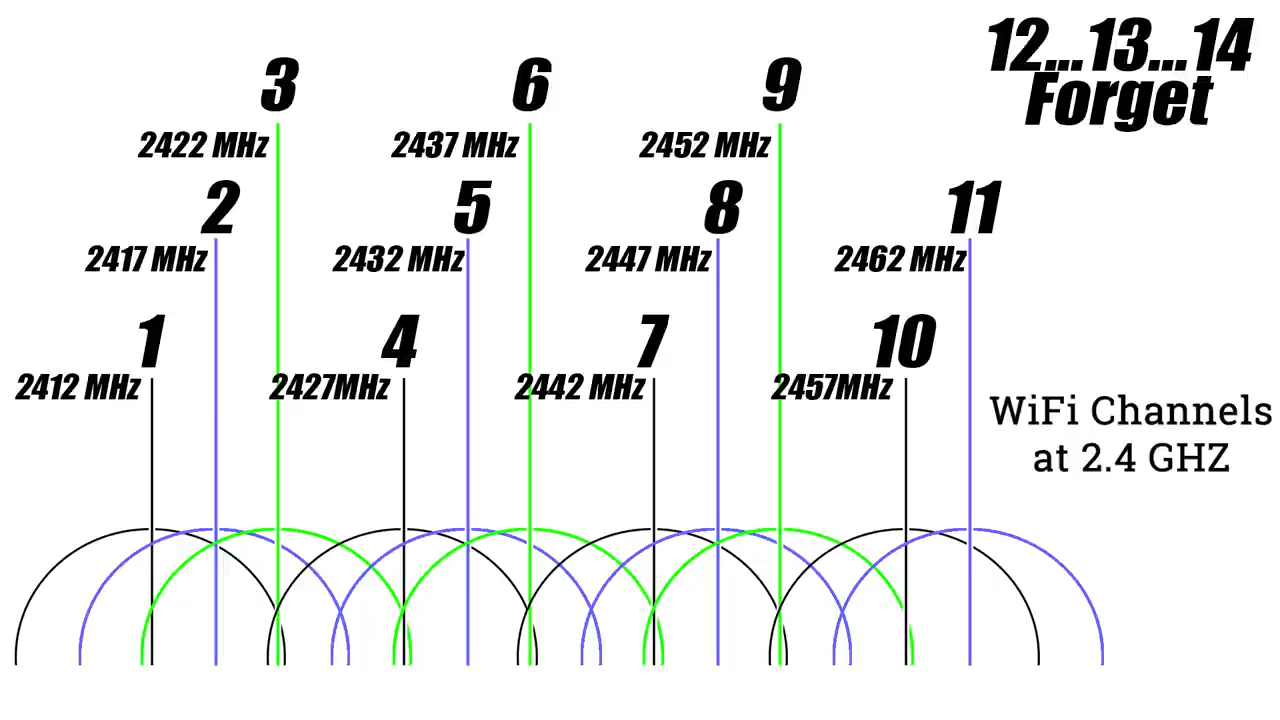 12...13...14
Forget
3
6
9
2422 MHz
2437 MHz
2452 MHz
2
5
8
11
2417 MHz
2432 MHz
2447 MHz
2462 MHz
1
4
7
10
2412 MHz
2427MHz
2442 MHz
2457MHz
WiFi Channels
at 2.4 GHZ